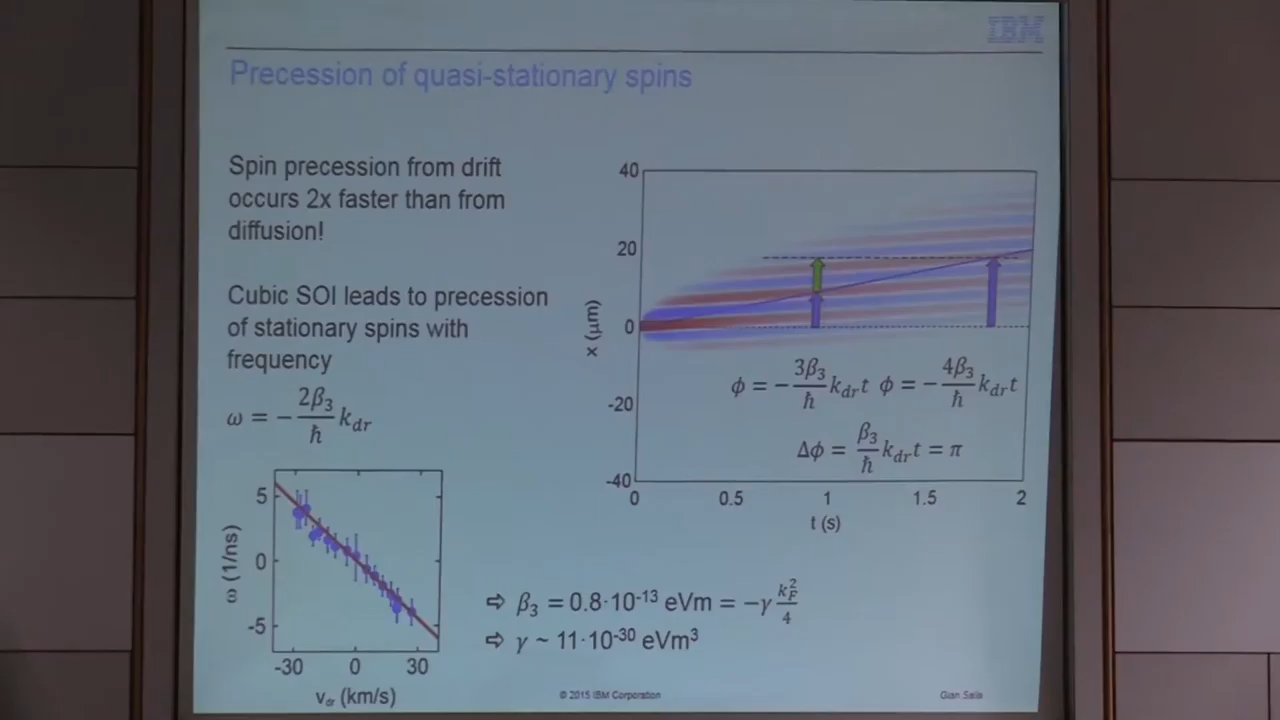 IBM
Precession of quasi-stationary spins
Spin precession from drift
occurs 2x faster than from
diffusion!
Cubic SOI leads to precession
of stationary spins with
frequency
ω = − 2β₃/ħ k_dr
5
0
-5
ω (1/ns)
-30 0 30
v_dr (km/s)
40
20
0
-20
-40
x (μm)
ϕ = − 3β₃/ħ k_dr t ϕ = − 4β₃/ħ k_dr t
Δϕ = β₃/ħ k_dr t = π
0 0.5 1 1.5 2
t (s)
⇨ β₃ = 0.8·10⁻¹³ eVm = −γ k_F²/4
⇨ γ ~ 11·10⁻³⁰ eVm³
© 2015 IBM Corporation
Gian Salis